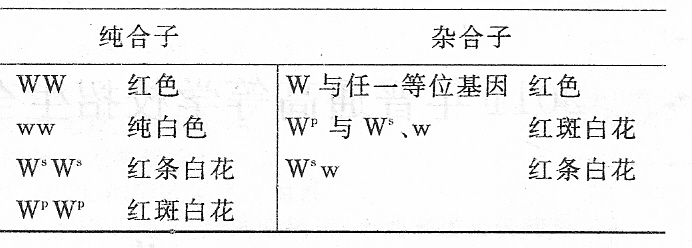 纯合子 杂合子
WW 红色 W 与任一等位基因 红色
ww 纯白色 Wᵖ 与 Wˢ、w 红斑白花
WˢWˢ 红条白花 Wˢw 红条白花
WᵖWᵖ 红斑白花